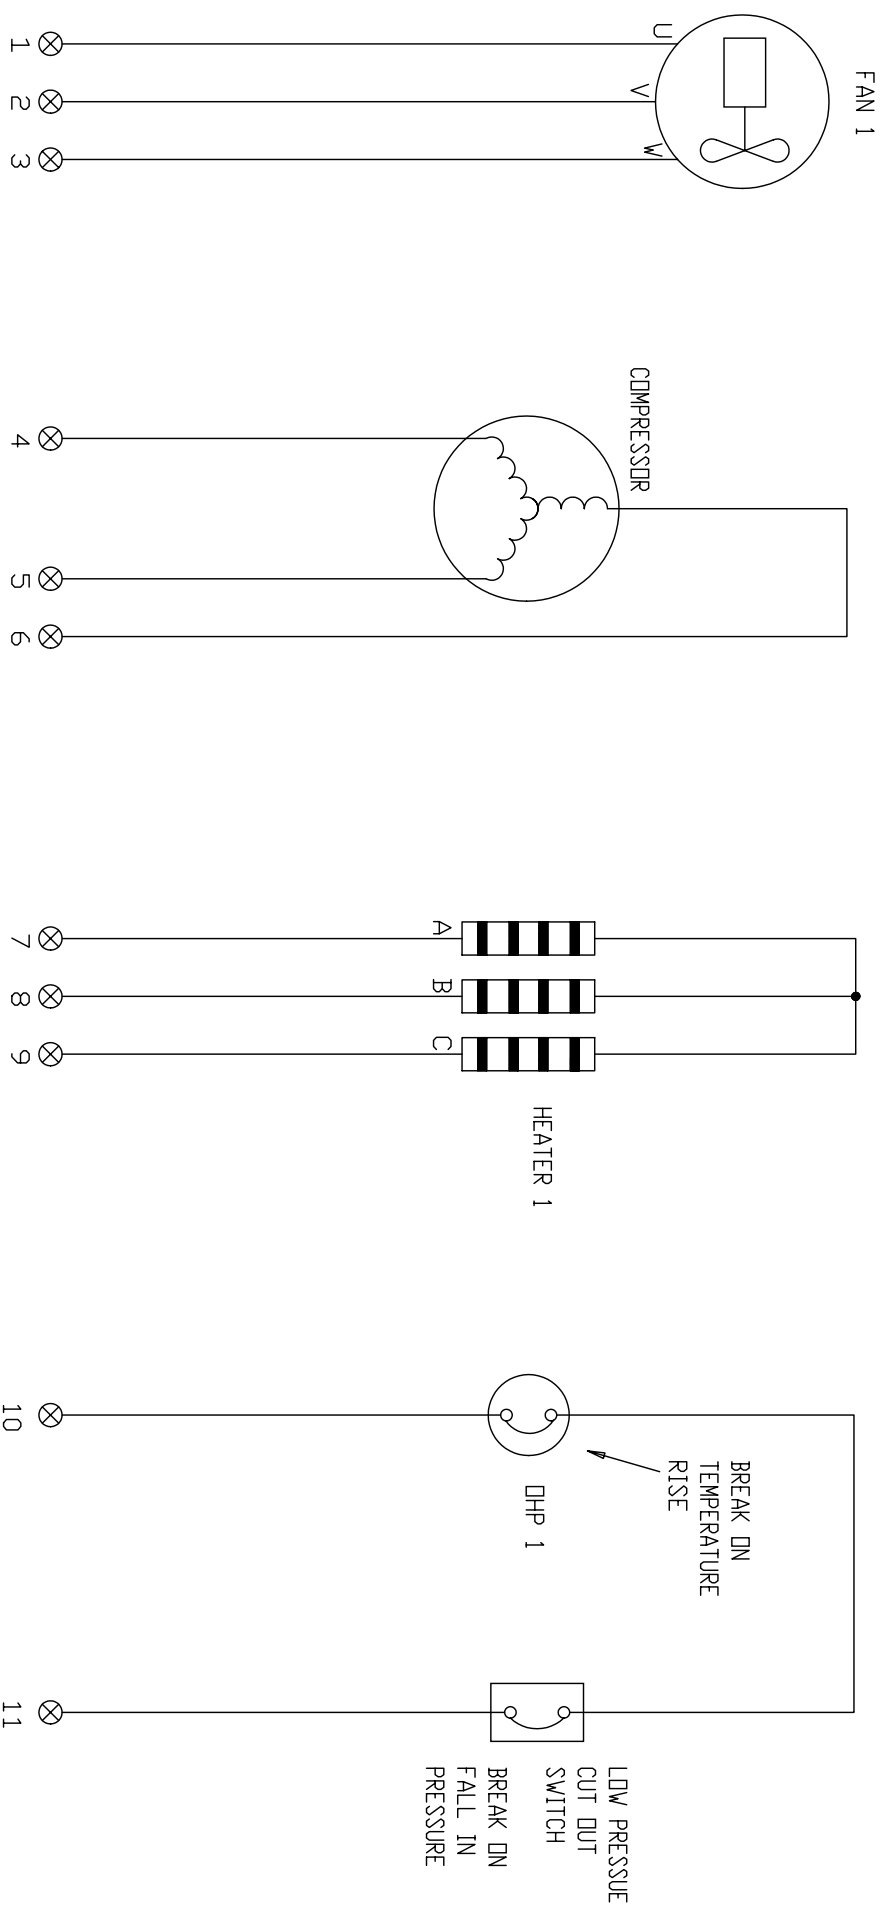 FAN 1
U
V
W
1
2
3
COMPRESSOR
4
5
6
A
B
C
HEATER 1
7
8
9
BREAK ON
TEMPERATURE
RISE
OHP 1
10
LOW PRESSUE
CUT OUT
SWITCH
BREAK ON
FALL IN
PRESSURE
11